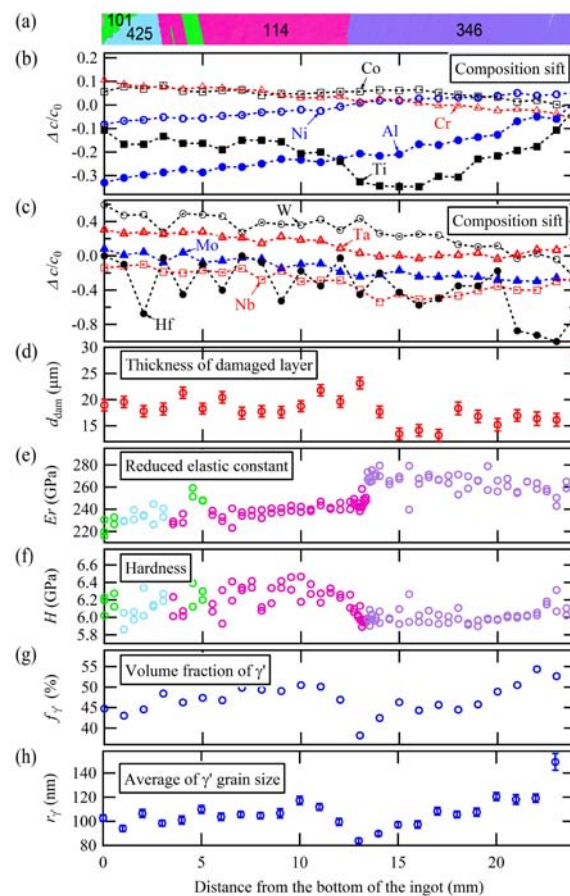 (a)
101
425
114
346
(b)
Δ c/c0
0.2
0.1
0.0
-0.1
-0.2
-0.3
Co
Composition sift
Ni
Al
Cr
Ti
(c)
Δ c/c0
0.4
0.0
-0.4
-0.8
W
Composition sift
Mo
Ta
Nb
Hf
(d)
ddam (μm)
30
25
20
15
Thickness of damaged layer
(e)
Er (GPa)
280
260
240
220
Reduced elastic constant
(f)
H (GPa)
6.6
6.4
6.2
6.0
5.8
Hardness
(g)
fγ' (%)
55
50
45
40
Volume fraction of γ'
(h)
rγ' (nm)
140
120
100
80
Average of γ' grain size
0
5
10
15
20
Distance from the bottom of the ingot (mm)